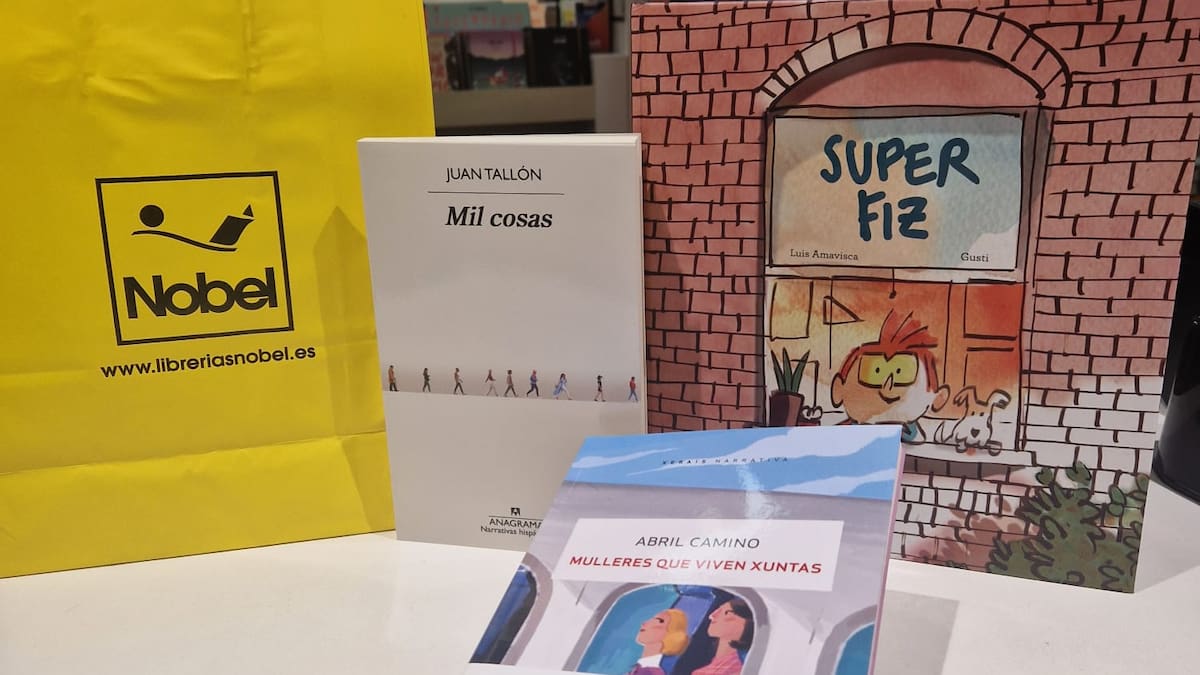 Nobel
www.libreriasnobel.es
JUAN TALLÓN
Mil cosas
ANAGRAMA
Narrativas
SUPER
FIZ
Luis Amavisca Gusti
XERAIS NARRATIVA
ABRIL CAMINO
MULLERES QUE VIVEN XUNTAS